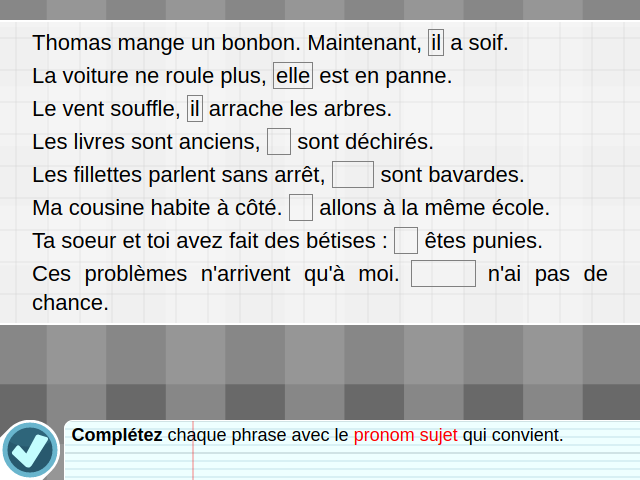 Thomas mange un bonbon. Maintenant, il a soif.
La voiture ne roule plus, elle est en panne.
Le vent souffle, il arrache les arbres.
Les livres sont anciens, sont déchirés.
Les fillettes parlent sans arrêt, sont bavardes.
Ma cousine habite à côté. allons à la même école.
Ta soeur et toi avez fait des bétises : êtes punies.
Ces problèmes n'arrivent qu'à moi. n'ai pas de
chance.
Complétez chaque phrase avec le pronom sujet qui convient.